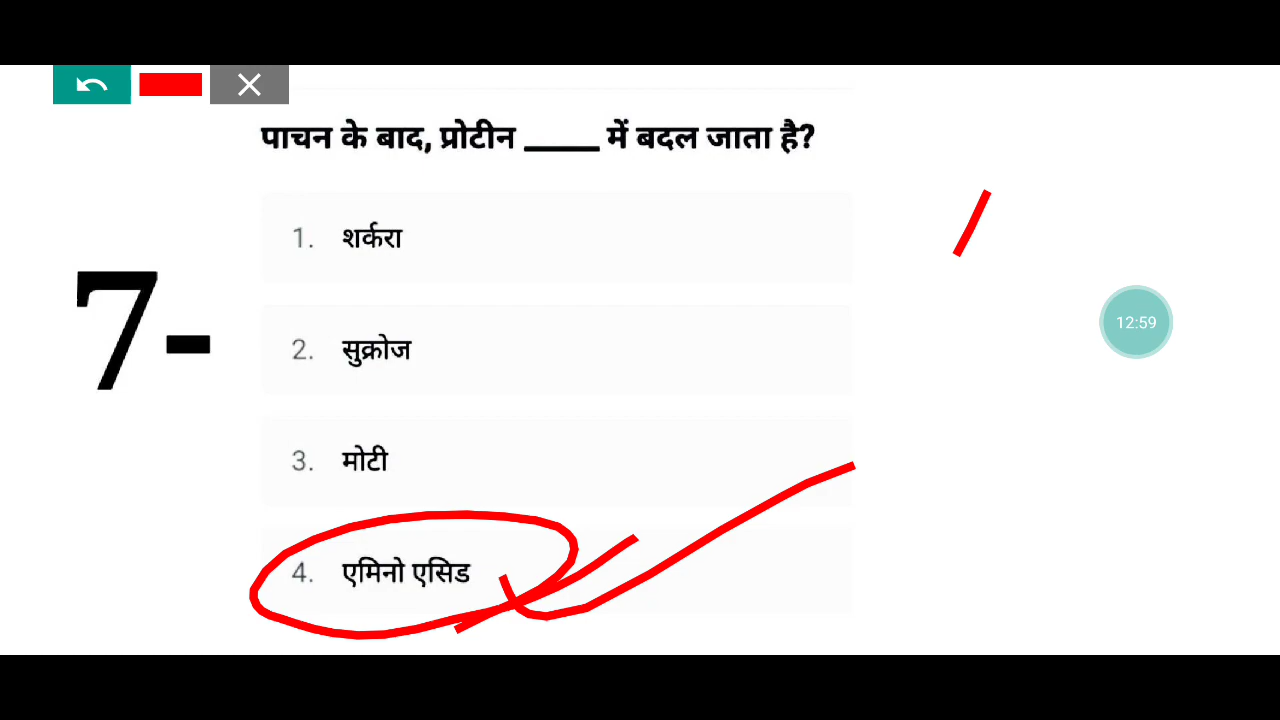 पाचन के बाद, प्रोटीन _____ में बदल जाता है?
7-
1. शर्करा
2. सुक्रोज
3. मोटी
4. एमिनो एसिड
12:59